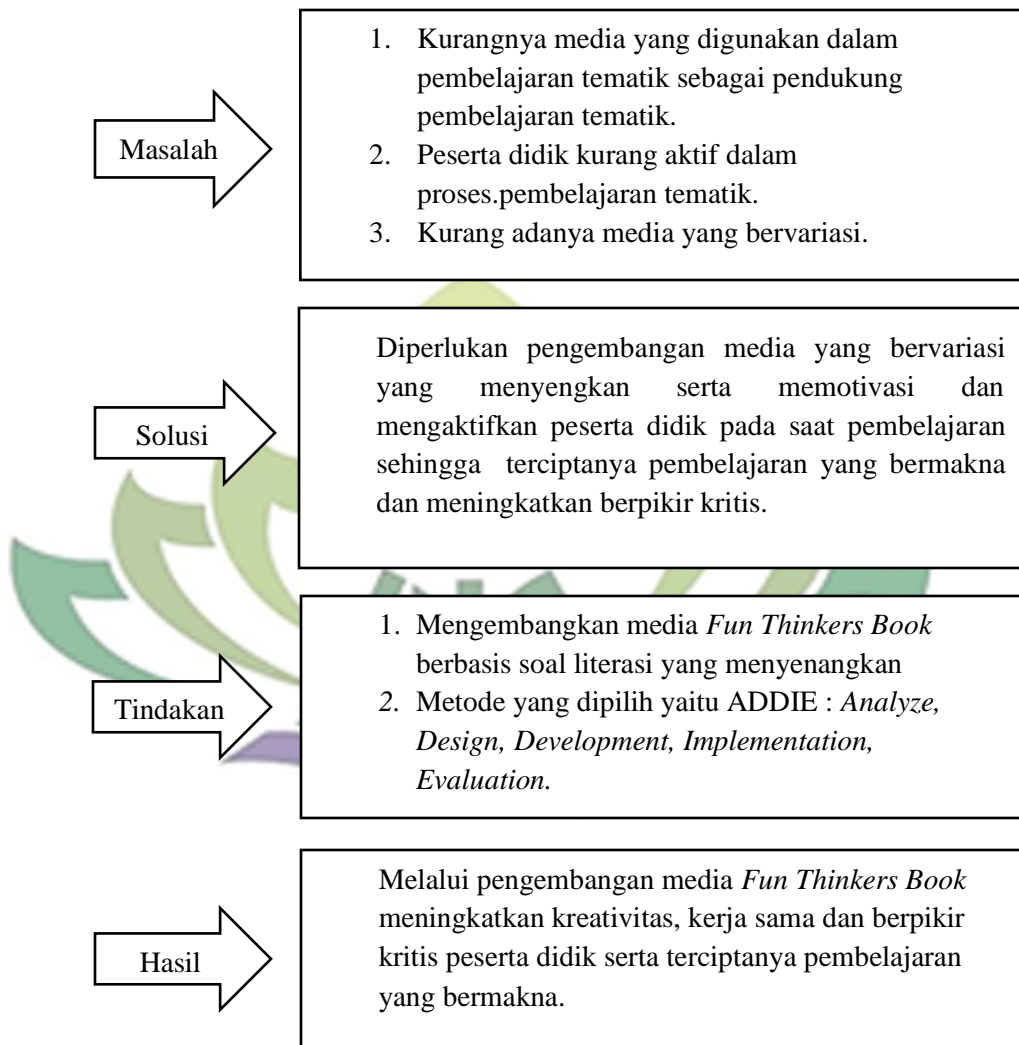 Masalah
1. Kurangnya media yang digunakan dalam
pembelajaran tematik sebagai pendukung
pembelajaran tematik.
2. Peserta didik kurang aktif dalam
proses.pembelajaran tematik.
3. Kurang adanya media yang bervariasi.
Solusi
Diperlukan pengembangan media yang bervariasi
yang menyengkan serta memotivasi dan
mengaktifkan peserta didik pada saat pembelajaran
sehingga terciptanya pembelajaran yang bermakna
dan meningkatkan berpikir kritis.
Tindakan
1. Mengembangkan media Fun Thinkers Book
berbasis soal literasi yang menyenangkan
2. Metode yang dipilih yaitu ADDIE : Analyze,
Design, Development, Implementation,
Evaluation.
Hasil
Melalui pengembangan media Fun Thinkers Book
meningkatkan kreativitas, kerja sama dan berpikir
kritis peserta didik serta terciptanya pembelajaran
yang bermakna.